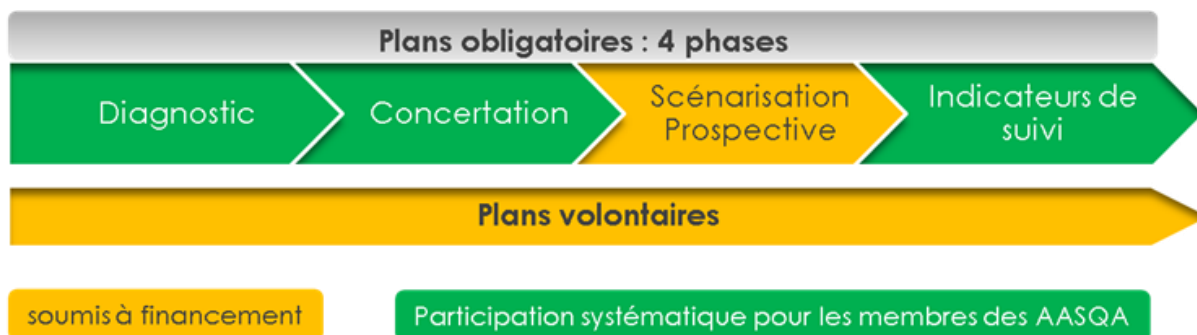 Plans obligatoires : 4 phases
Diagnostic
Concertation
Scénarisation
Prospective
Indicateurs de
suivi
Plans volontaires
soumis à financement
Participation systématique pour les membres des AASQA